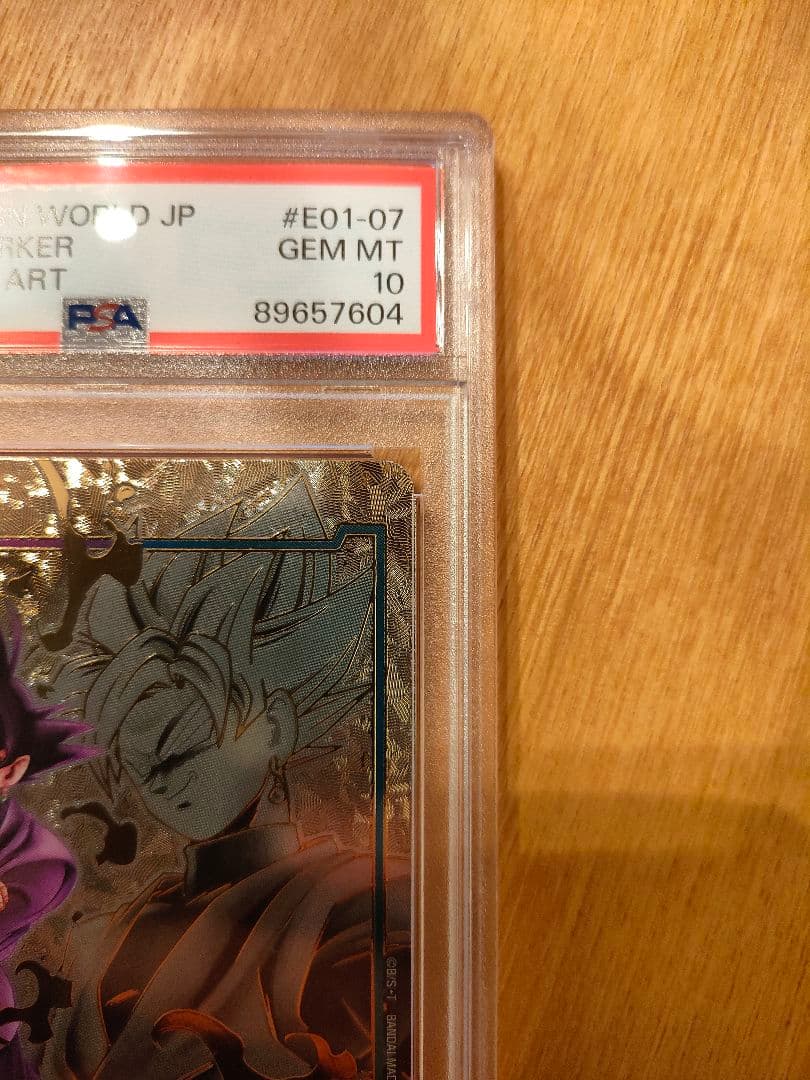 WORLD JP #E01-07
RKER GEM MT
ART 10
PSA 89657604
©B/S・T BANDAI